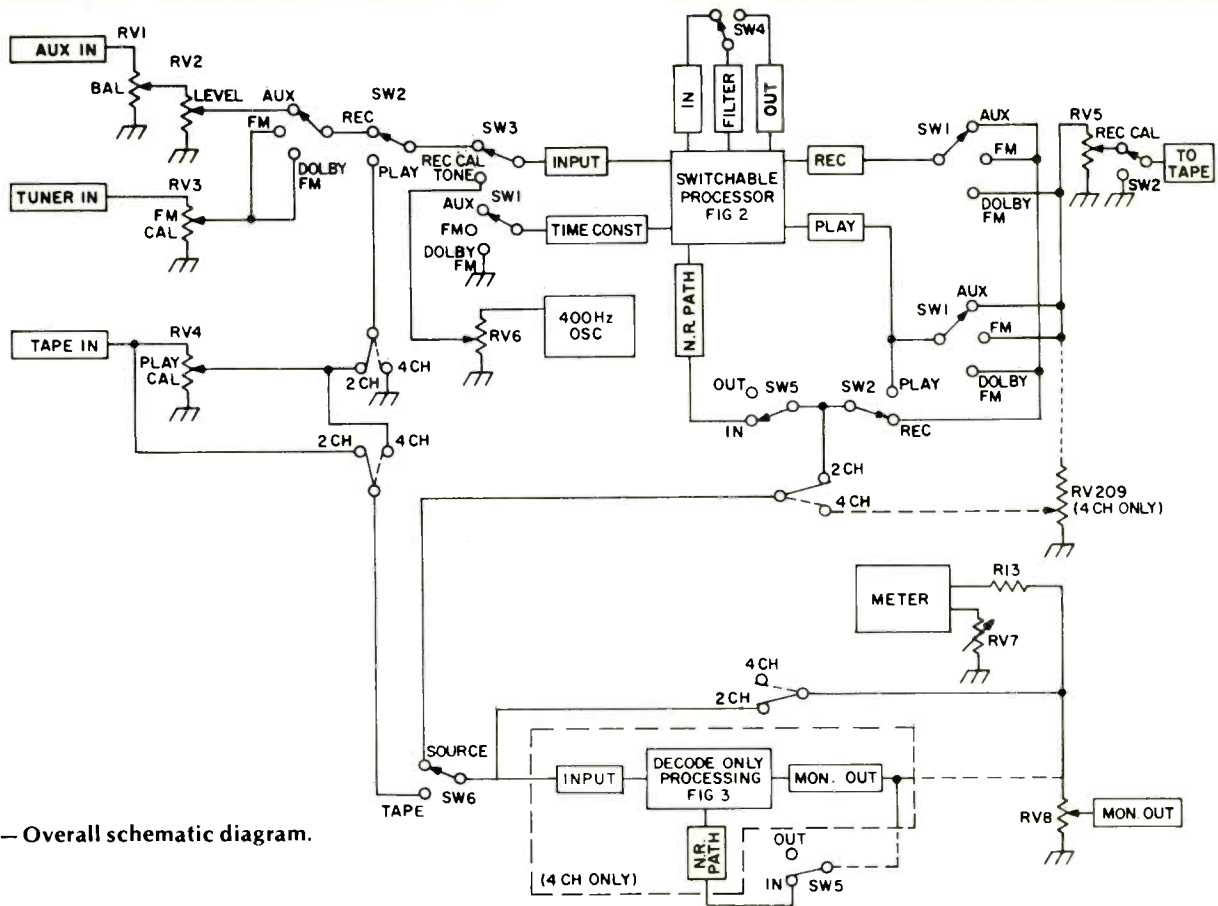 AUX IN
RV1
BAL
RV2
LEVEL
AUX
FM
DOLBY
FM
REC
SW2
PLAY
SW3
REC CAL
TONE
INPUT
IN
FILTER
OUT
SW4
SWITCHABLE
PROCESSOR
FIG 2
REC
SW1
AUX
FM
DOLBY
FM
RV5
REC CAL
SW2
TO
TAPE
TUNER IN
RV3
FM
CAL
AUX
SW1
FM
DOLBY
FM
TIME CONST
PLAY
N.R. PATH
SW1
AUX
FM
DOLBY
FM
TAPE IN
RV4
PLAY
CAL
2 CH
4 CH
RV6
400Hz
OSC
OUT
SW5
IN
SW2
PLAY
REC
2 CH
4 CH
2 CH
4 CH
RV209
(4 CH ONLY)
METER
R13
RV7
4 CH
2 CH
SOURCE
SW6
TAPE
INPUT
DECODE ONLY
PROCESSING
FIG 3
MON. OUT
N.R.
PATH
(4 CH ONLY)
OUT
IN
SW5
RV8
MON. OUT
— Overall schematic diagram.